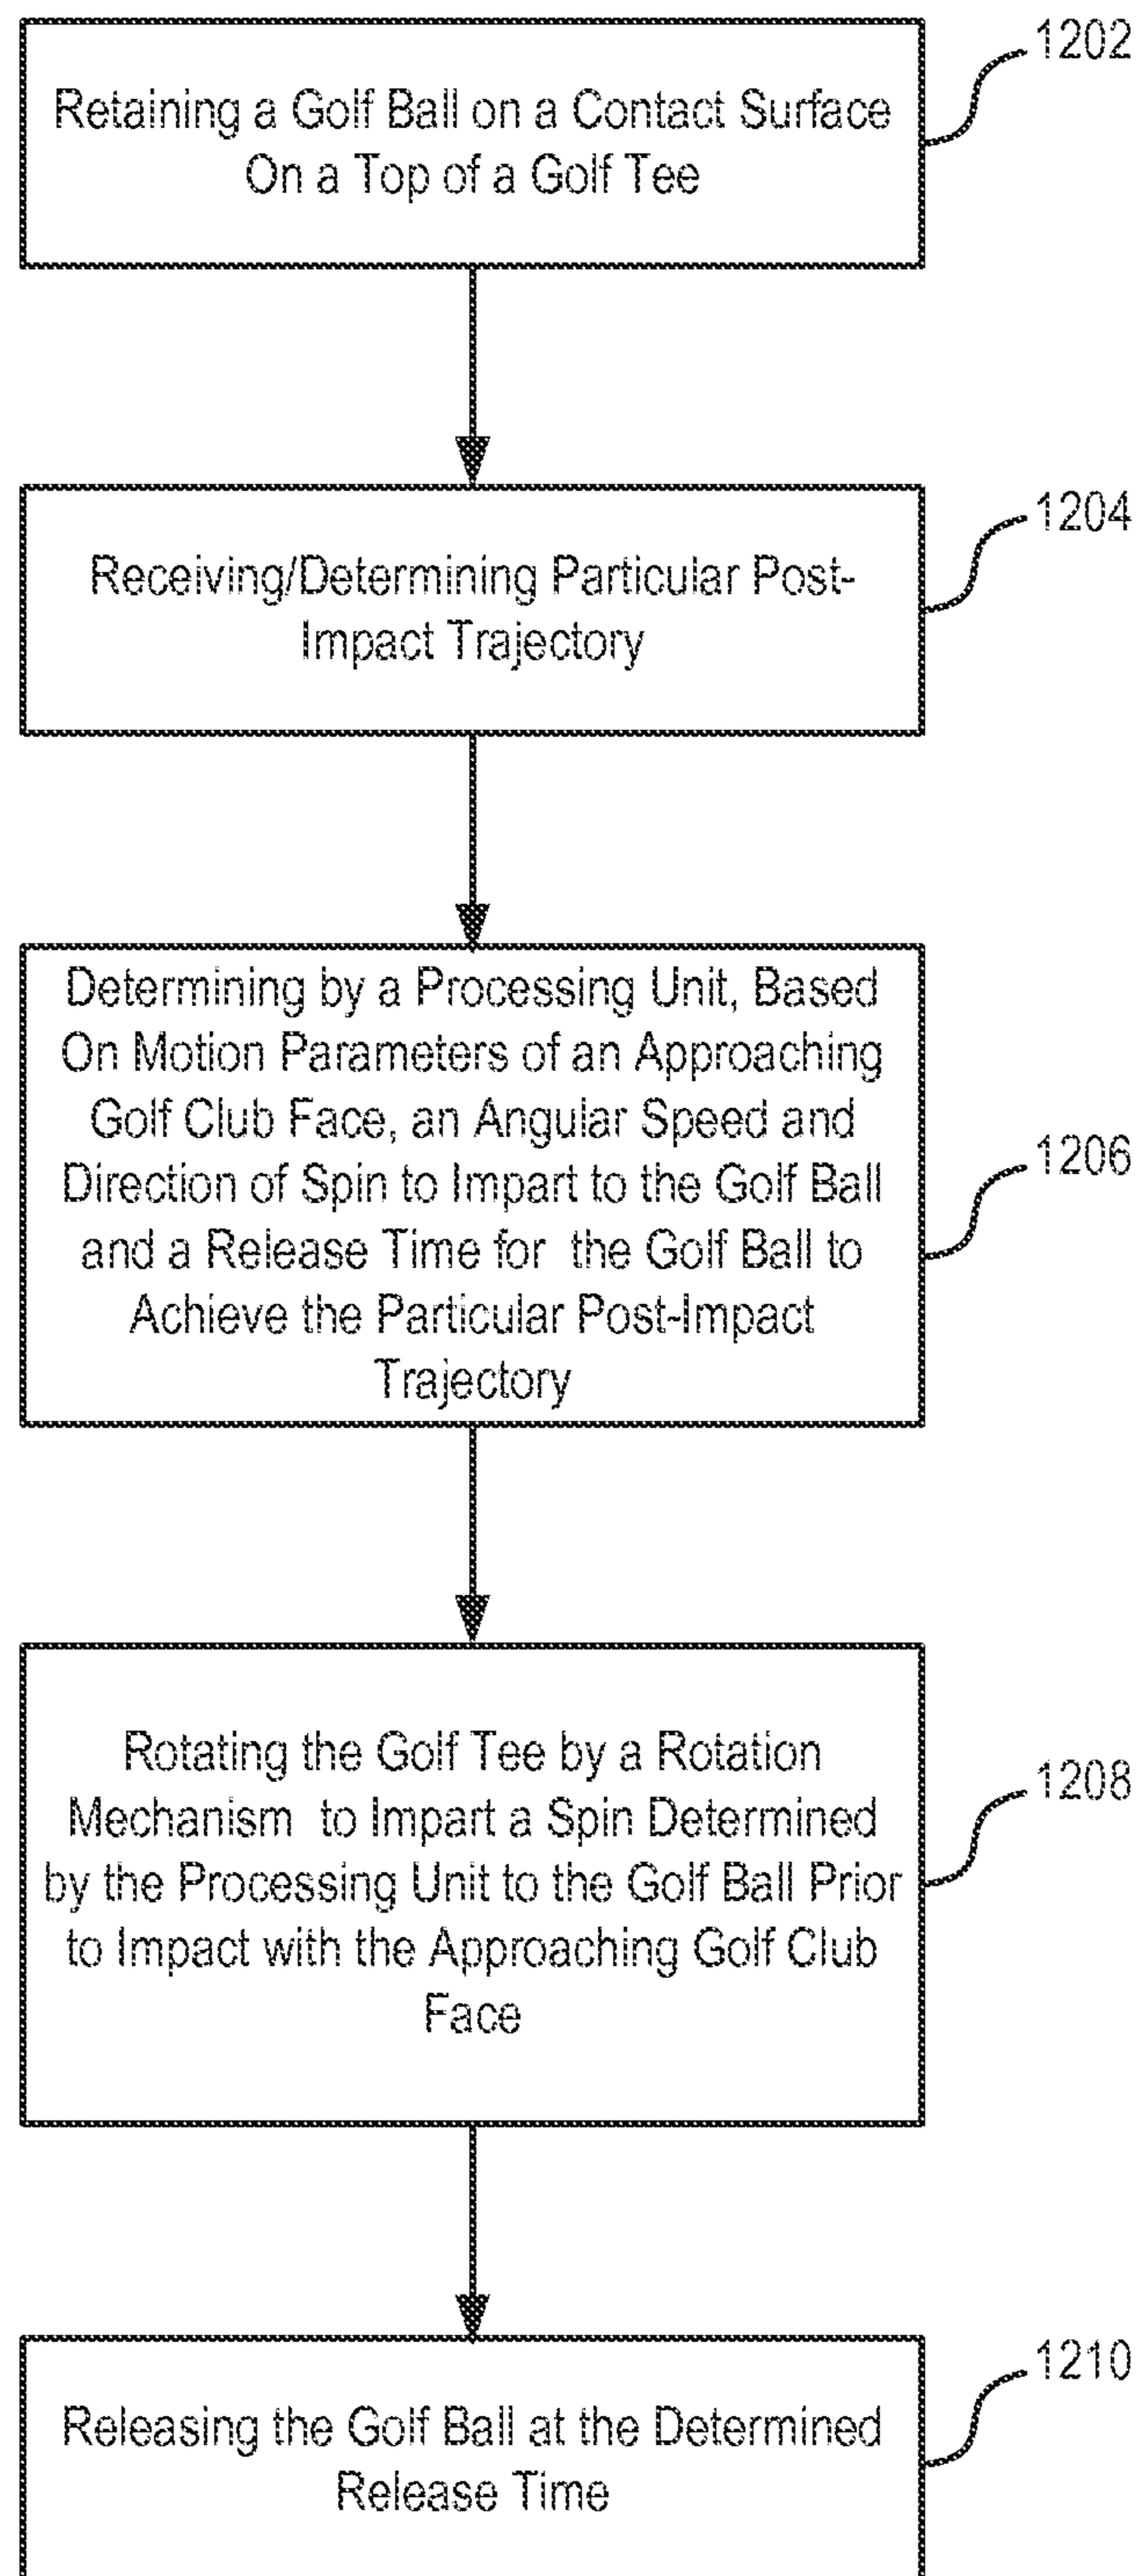 1202
Retaining a Golf Ball on a Contact Surface
On a Top of a Golf Tee
1204
Receiving/Determining Particular Post-
Impact Trajectory
Determining by a Processing Unit, Based
On Motion Parameters of an Approaching
Golf Club Face, an Angular Speed and
Direction of Spin to Impart to the Golf Ball
and a Release Time for the Golf Ball to
Achieve the Particular Post-Impact
Trajectory
1206
Rotating the Golf Tee by a Rotation
Mechanism to Impart a Spin Determined
by the Processing Unit to the Golf Ball Prior
to Impact with the Approaching Golf Club
Face
1208
1210
Releasing the Golf Ball at the Determined
Release Time